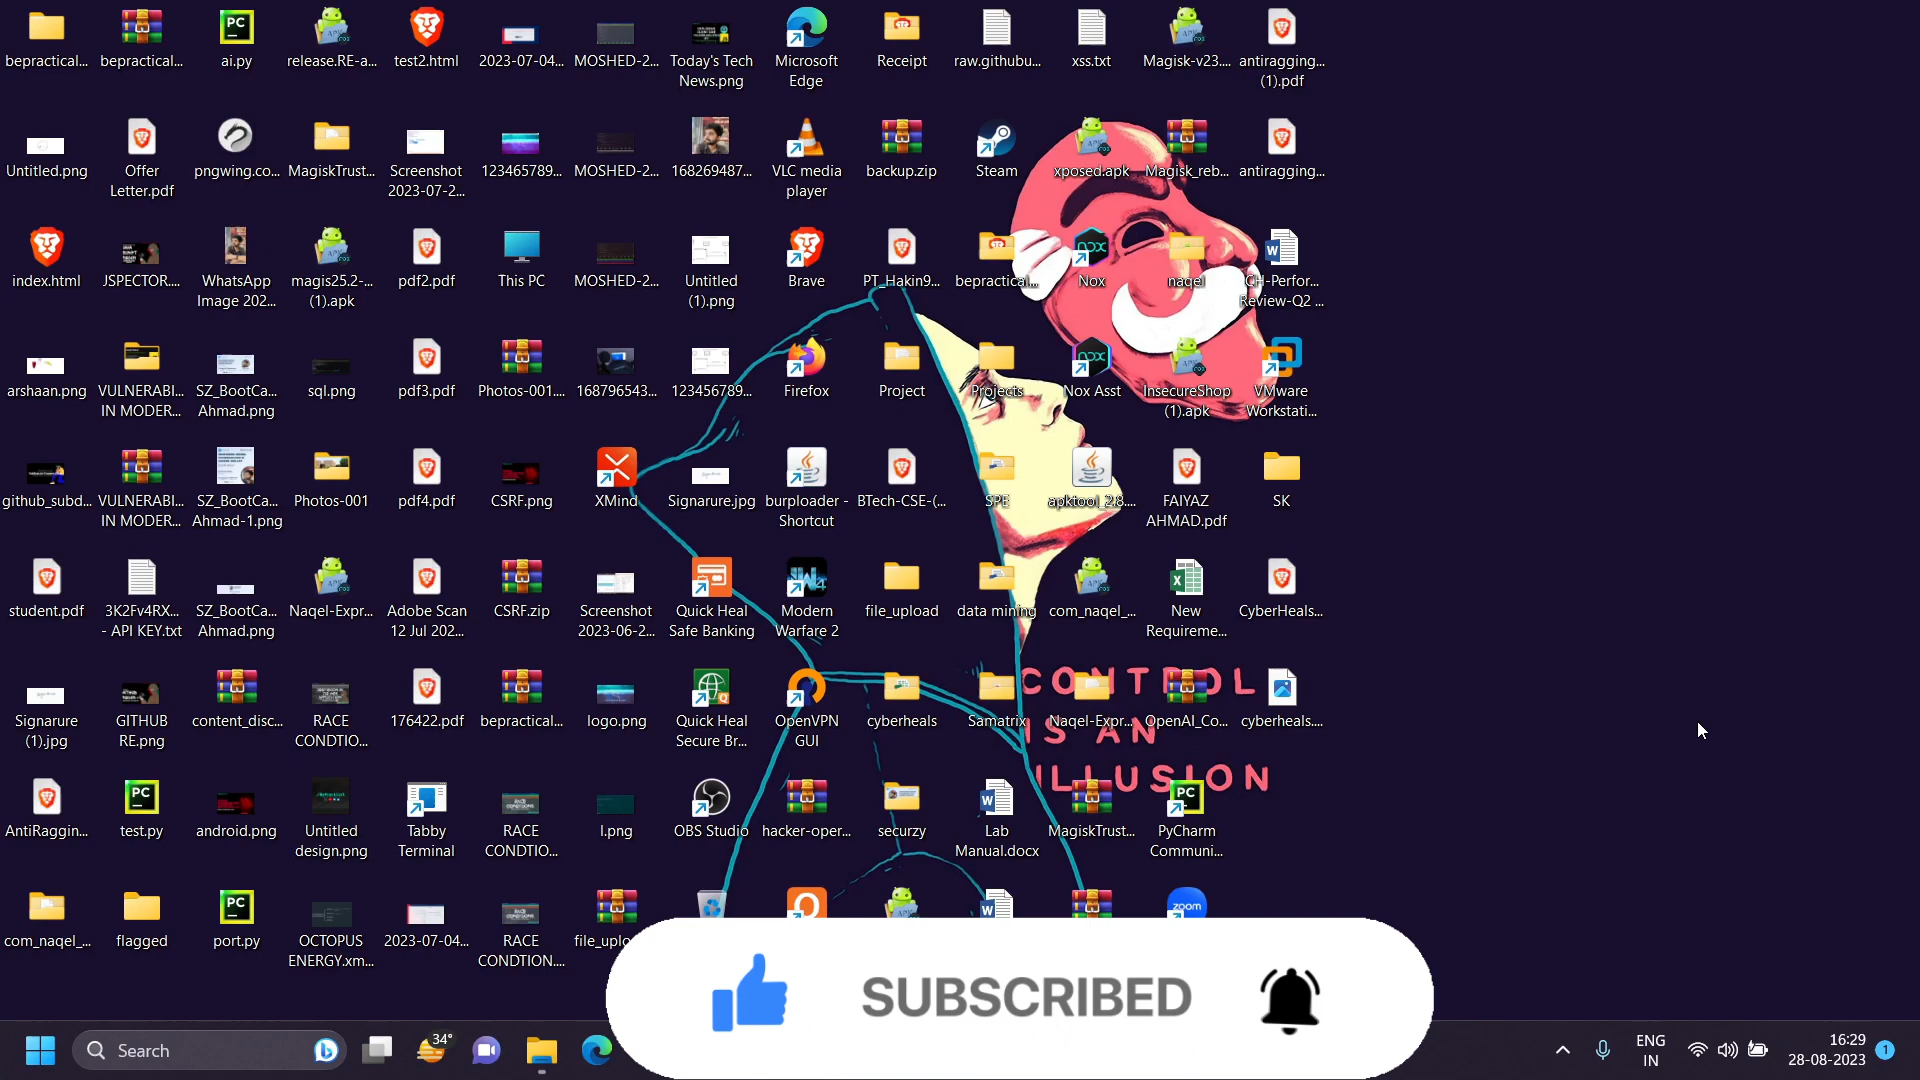 bepractical...
bepractical...
ai.py
release.RE-a...
test2.html
2023-07-04...
MOSHED-2...
Today's Tech
News.png
Microsoft
Edge
Receipt
raw.githubu...
xss.txt
Magisk-v23....
antiragging...
(1).pdf
Untitled.png
Offer
Letter.pdf
pngwing.co...
MagiskTrust...
Screenshot
2023-07-2...
123465789...
MOSHED-2...
168269487...
VLC media
player
backup.zip
Steam
xposed.apk
Magisk_reb...
antiragging...
index.html
JSPECTOR....
WhatsApp
Image 202...
magis25.2-...
(1).apk
pdf2.pdf
This PC
MOSHED-2...
Untitled
(1).png
Brave
PT_Hakin9...
bepractical...
Nox
naqel
CH-Perfor...
Review-Q2 ...
arshaan.png
VULNERABI...
IN MODER...
SZ_BootCa...
Ahmad.png
sql.png
pdf3.pdf
Photos-001...
168796543...
123456789...
Firefox
Project
Projects
Nox Asst
InsecureShop
(1).apk
VMware
Workstati...
github_subd...
VULNERABI...
IN MODER...
SZ_BootCa...
Ahmad-1.png
Photos-001
pdf4.pdf
CSRF.png
XMind
Signarure.jpg
burploader -
Shortcut
BTech-CSE-(...
SPE
apktool_2.8....
FAIYAZ
AHMAD.pdf
SK
student.pdf
3K2Fv4RX...
- API KEY.txt
SZ_BootCa...
Ahmad.png
Naqel-Expr...
Adobe Scan
12 Jul 202...
CSRF.zip
Screenshot
2023-06-2...
Quick Heal
Safe Banking
Modern
Warfare 2
file_upload
data mining
com_naqel_...
New
Requireme...
CyberHeals...
Signarure
(1).jpg
GITHUB
RE.png
content_disc...
RACE
CONDTIO...
176422.pdf
bepractical...
logo.png
Quick Heal
Secure Br...
OpenVPN
GUI
cyberheals
Samatrix
Naqel-Expr...
OpenAI_Co...
cyberheals....
CONTROL
IS AN
ILLUSION
AntiRaggin...
test.py
android.png
Untitled
design.png
Tabby
Terminal
RACE
CONDTIO...
l.png
OBS Studio
hacker-oper...
securzy
Lab
Manual.docx
MagiskTrust...
PyCharm
Communi...
com_naqel_...
flagged
port.py
OCTOPUS
ENERGY.xm...
2023-07-04...
RACE
CONDTION....
file_uplo
zoom
SUBSCRIBED
Search
34°
ENG
IN
16:29
28-08-2023
1